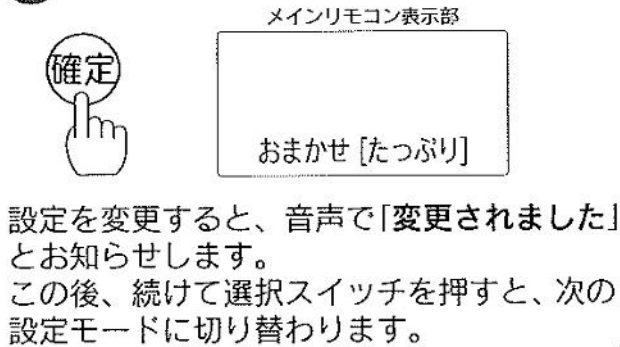 メインリモコン表示部
確定
おまかせ [たっぷり]
設定を変更すると、音声で「変更されました」
とお知らせします。
この後、続けて選択スイッチを押すと、次の
設定モードに切り替わります。